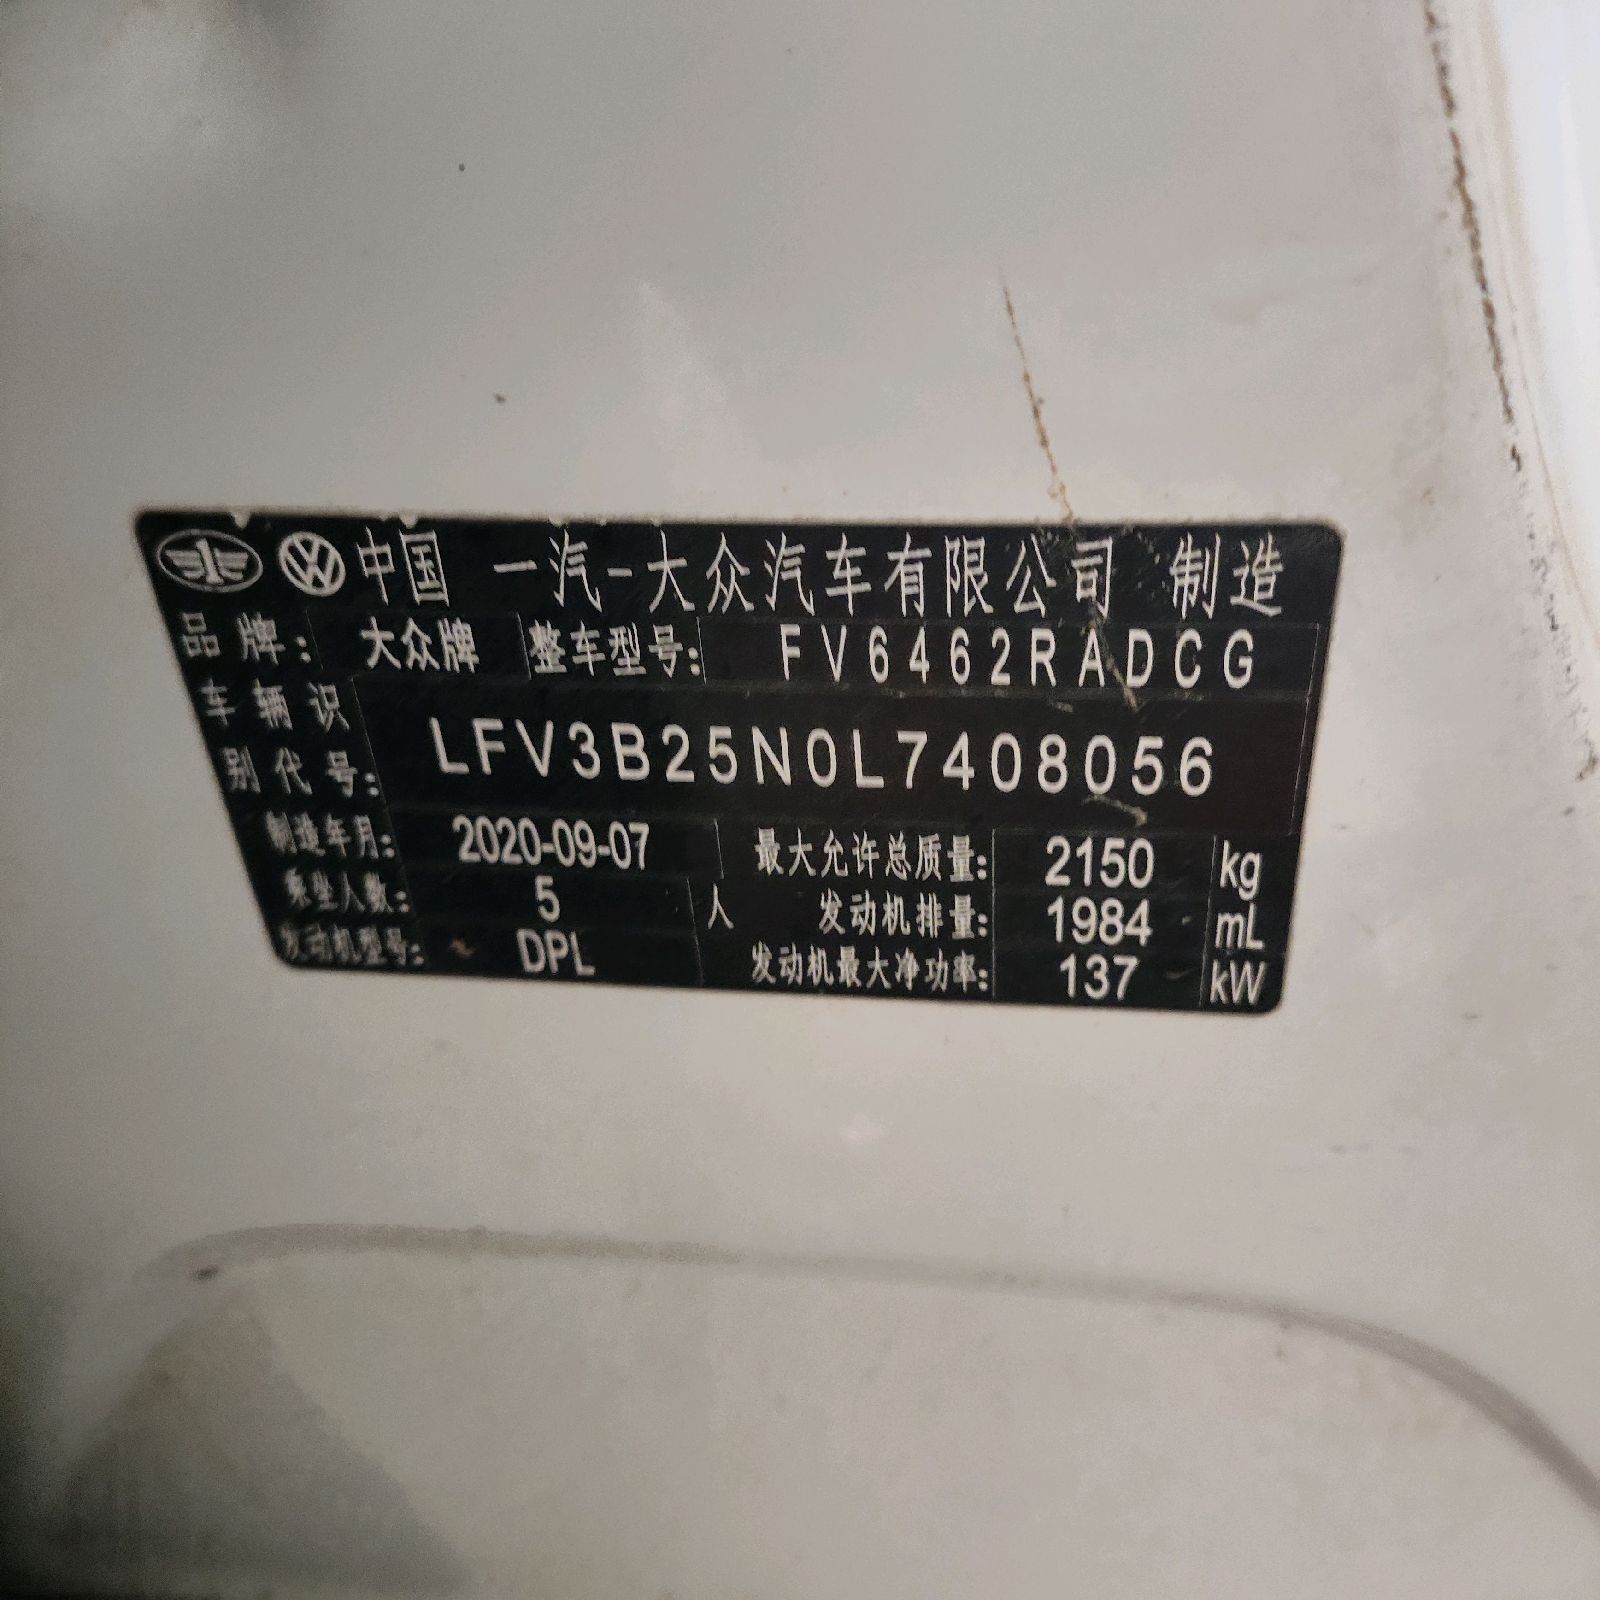 中国 一汽-大众汽车有限公司 制造
品牌: 大众牌 整车型号: FV6462RADCG
车辆识别代号: LFV3B25N0L7408056
制造年月: 2020-09-07 最大允许总质量: 2150 kg
乘坐人数: 5 人 发动机排量: 1984 mL
发动机型号: DPL 发动机最大净功率: 137 kW